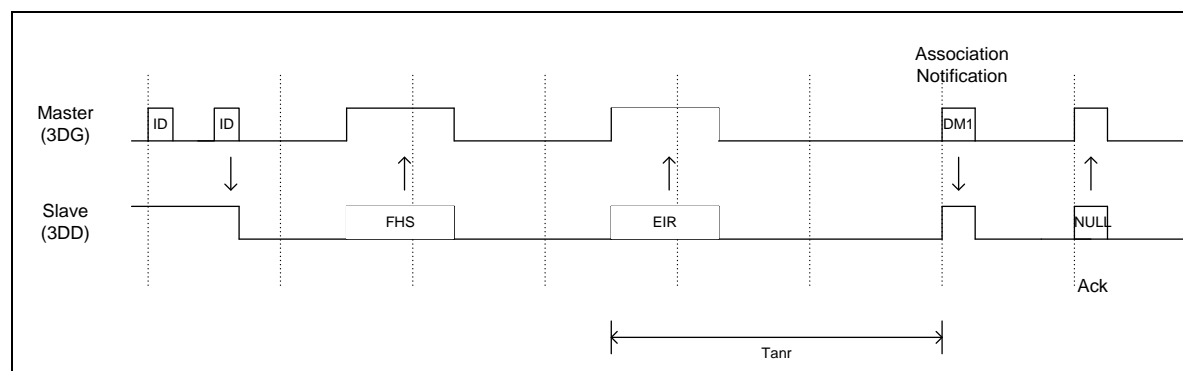 Association
Notification
Master
(3DG)
ID
ID
DM1
Slave
(3DD)
FHS
EIR
NULL
Ack
Tanr